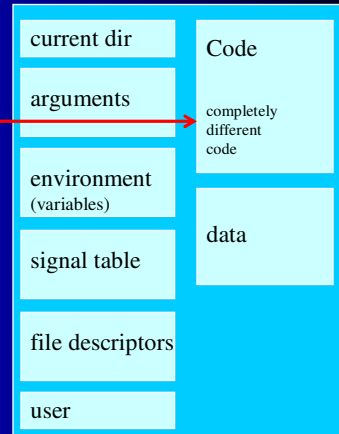 current dir
arguments
environment
(variables)
signal table
file descriptors
user
Code
completely
different
code
data